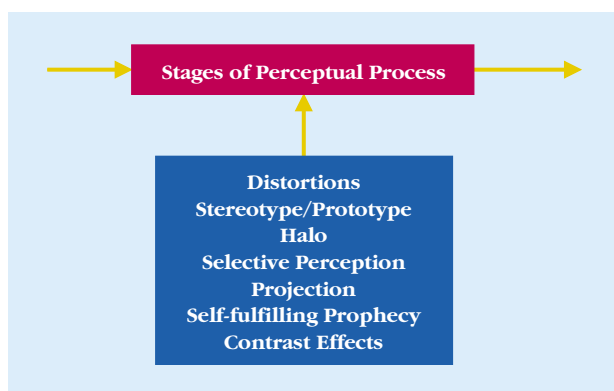 Stages of Perceptual Process
Distortions
Stereotype/Prototype
Halo
Selective Perception
Projection
Self-fulfilling Prophecy
Contrast Effects